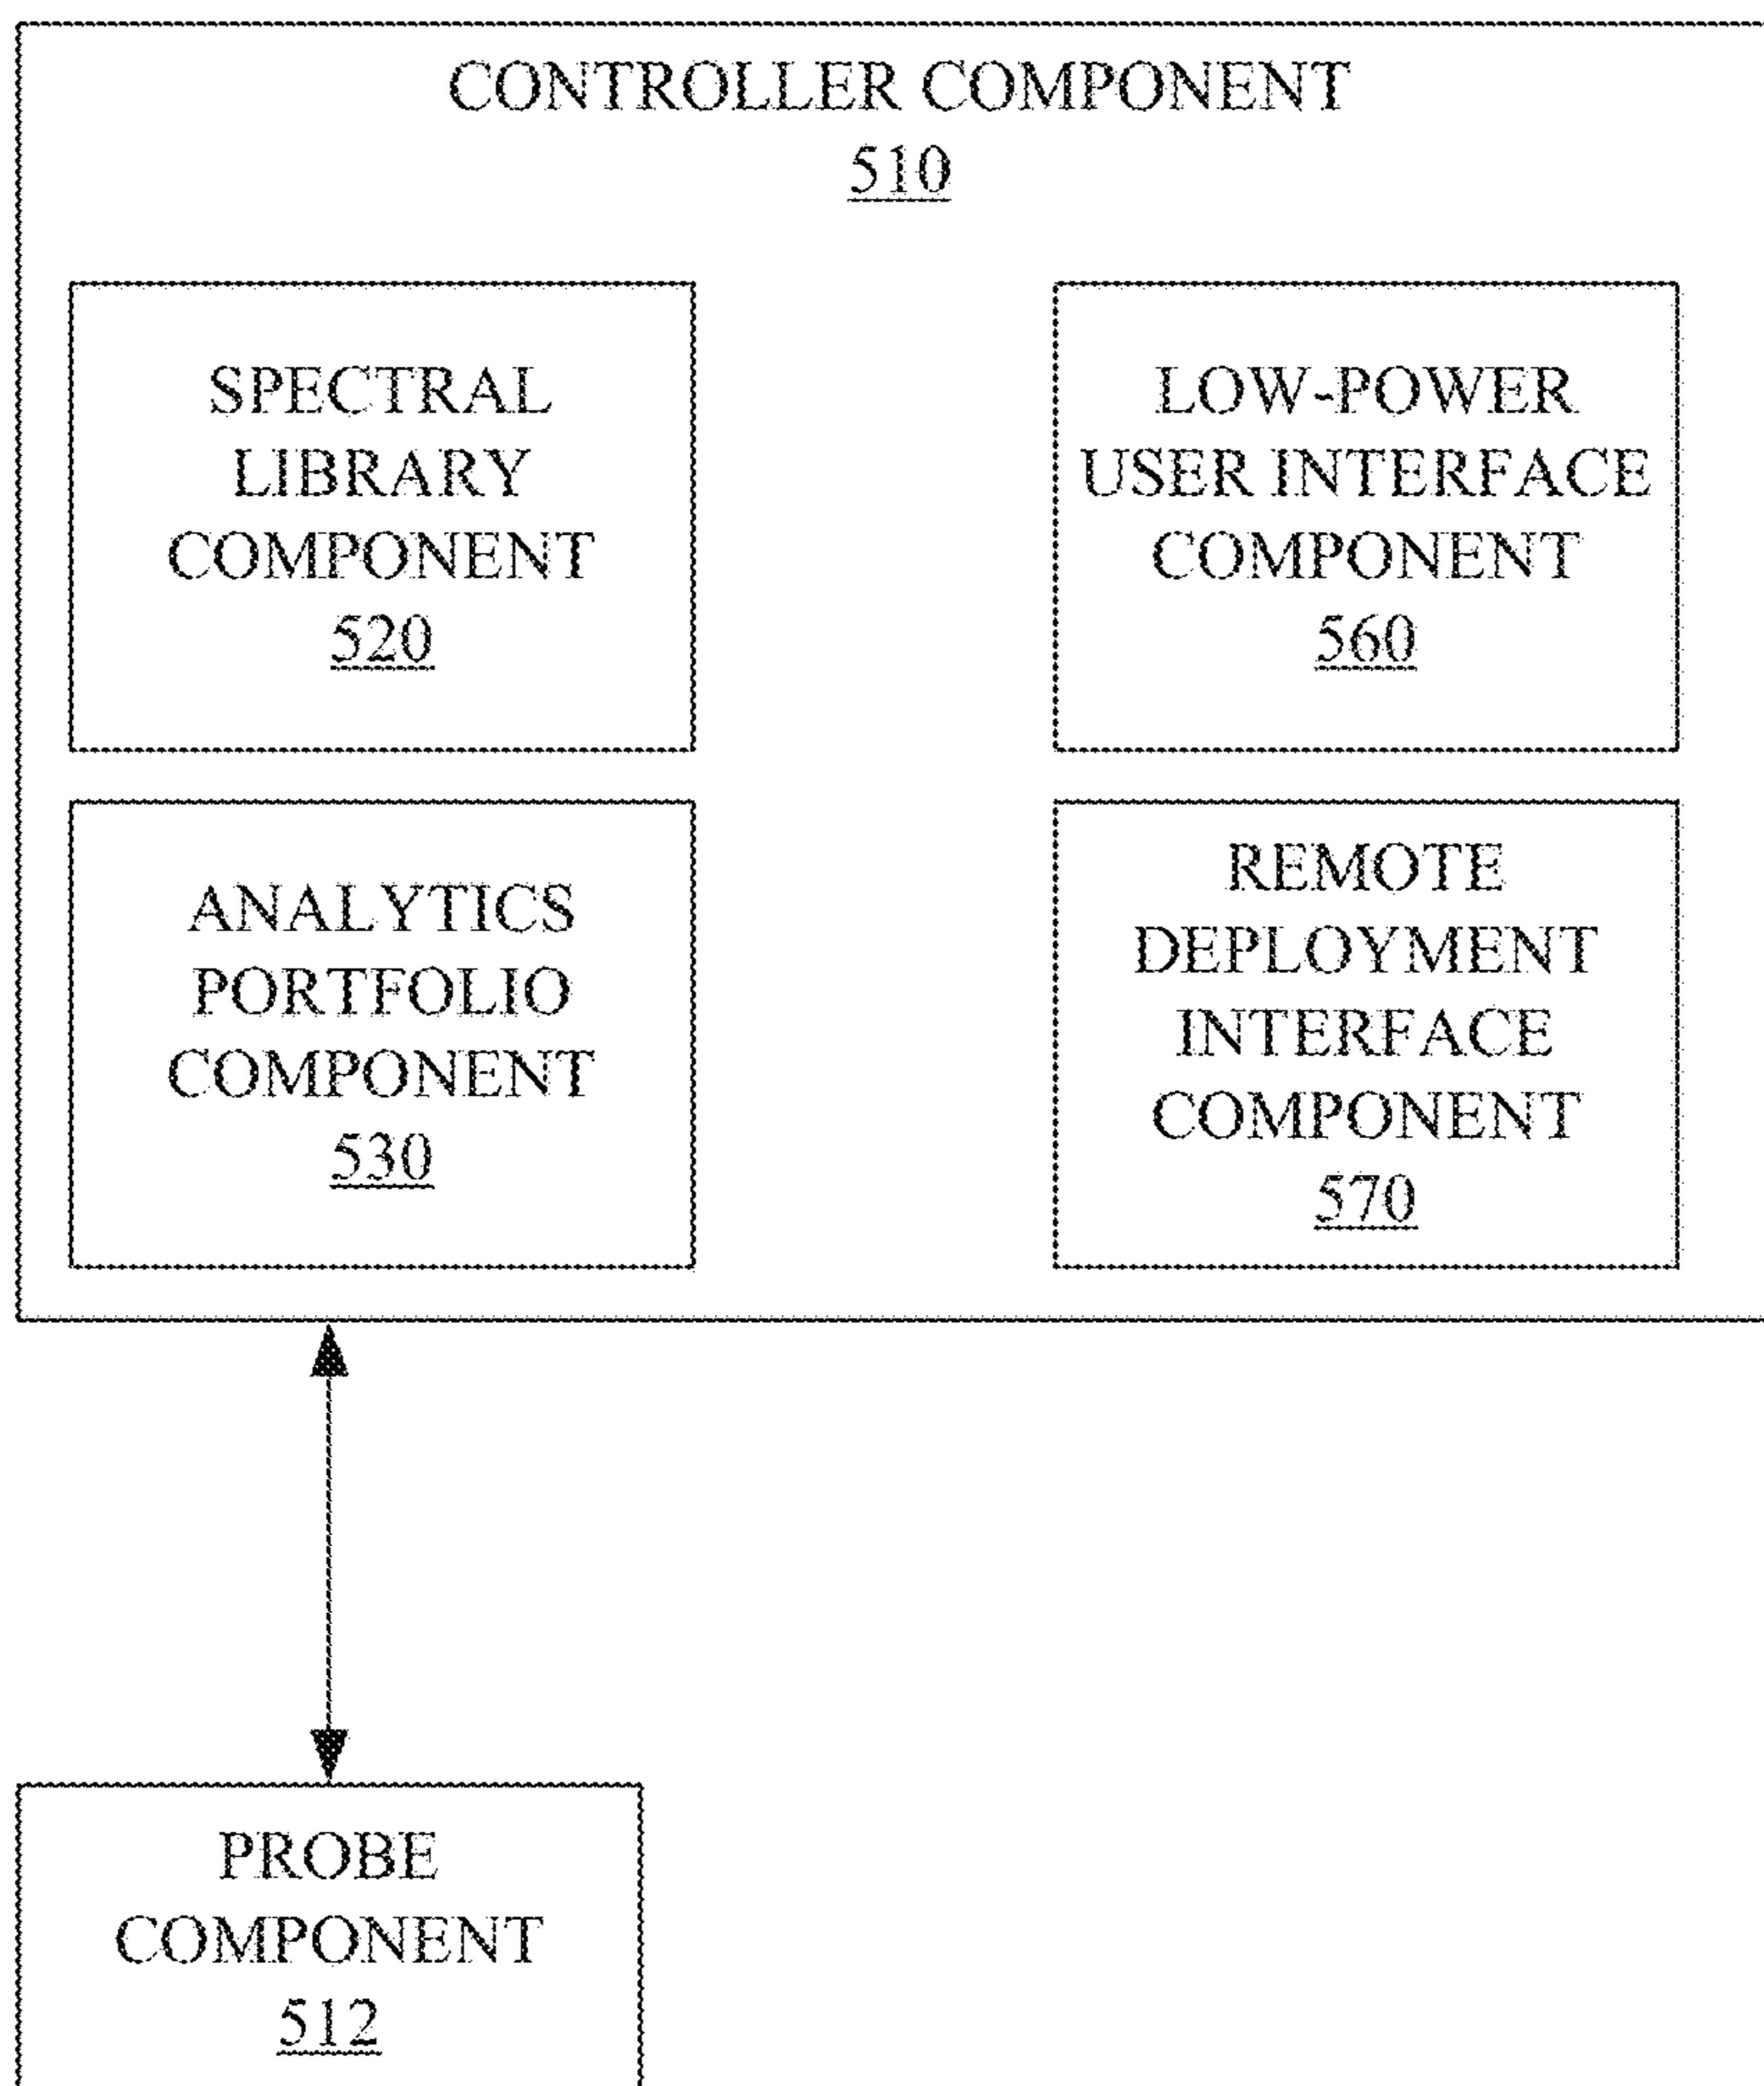 CONTROLLER COMPONENT
510
SPECTRAL
LIBRARY
COMPONENT
520
LOW-POWER
USER INTERFACE
COMPONENT
560
ANALYTICS
PORTFOLIO
COMPONENT
530
REMOTE
DEPLOYMENT
INTERFACE
COMPONENT
570
PROBE
COMPONENT
512